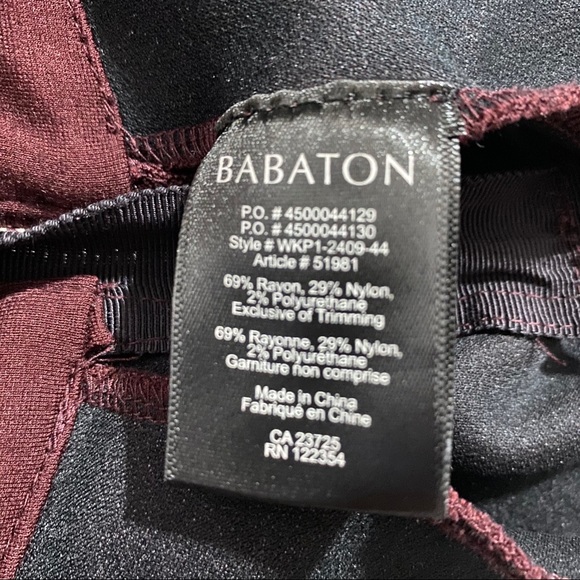 BABATON
P.O. # 4500044129
P.O. # 4500044130
Style # WKP1-2409-44
Article # 51981
69% Rayon, 29% Nylon,
2% Polyurethane
Exclusive of Trimming
69% Rayonne, 29% Nylon,
2% Polyuréthane
Garniture non comprise
Made in China
Fabriqué en Chine
CA 23725
RN 122354